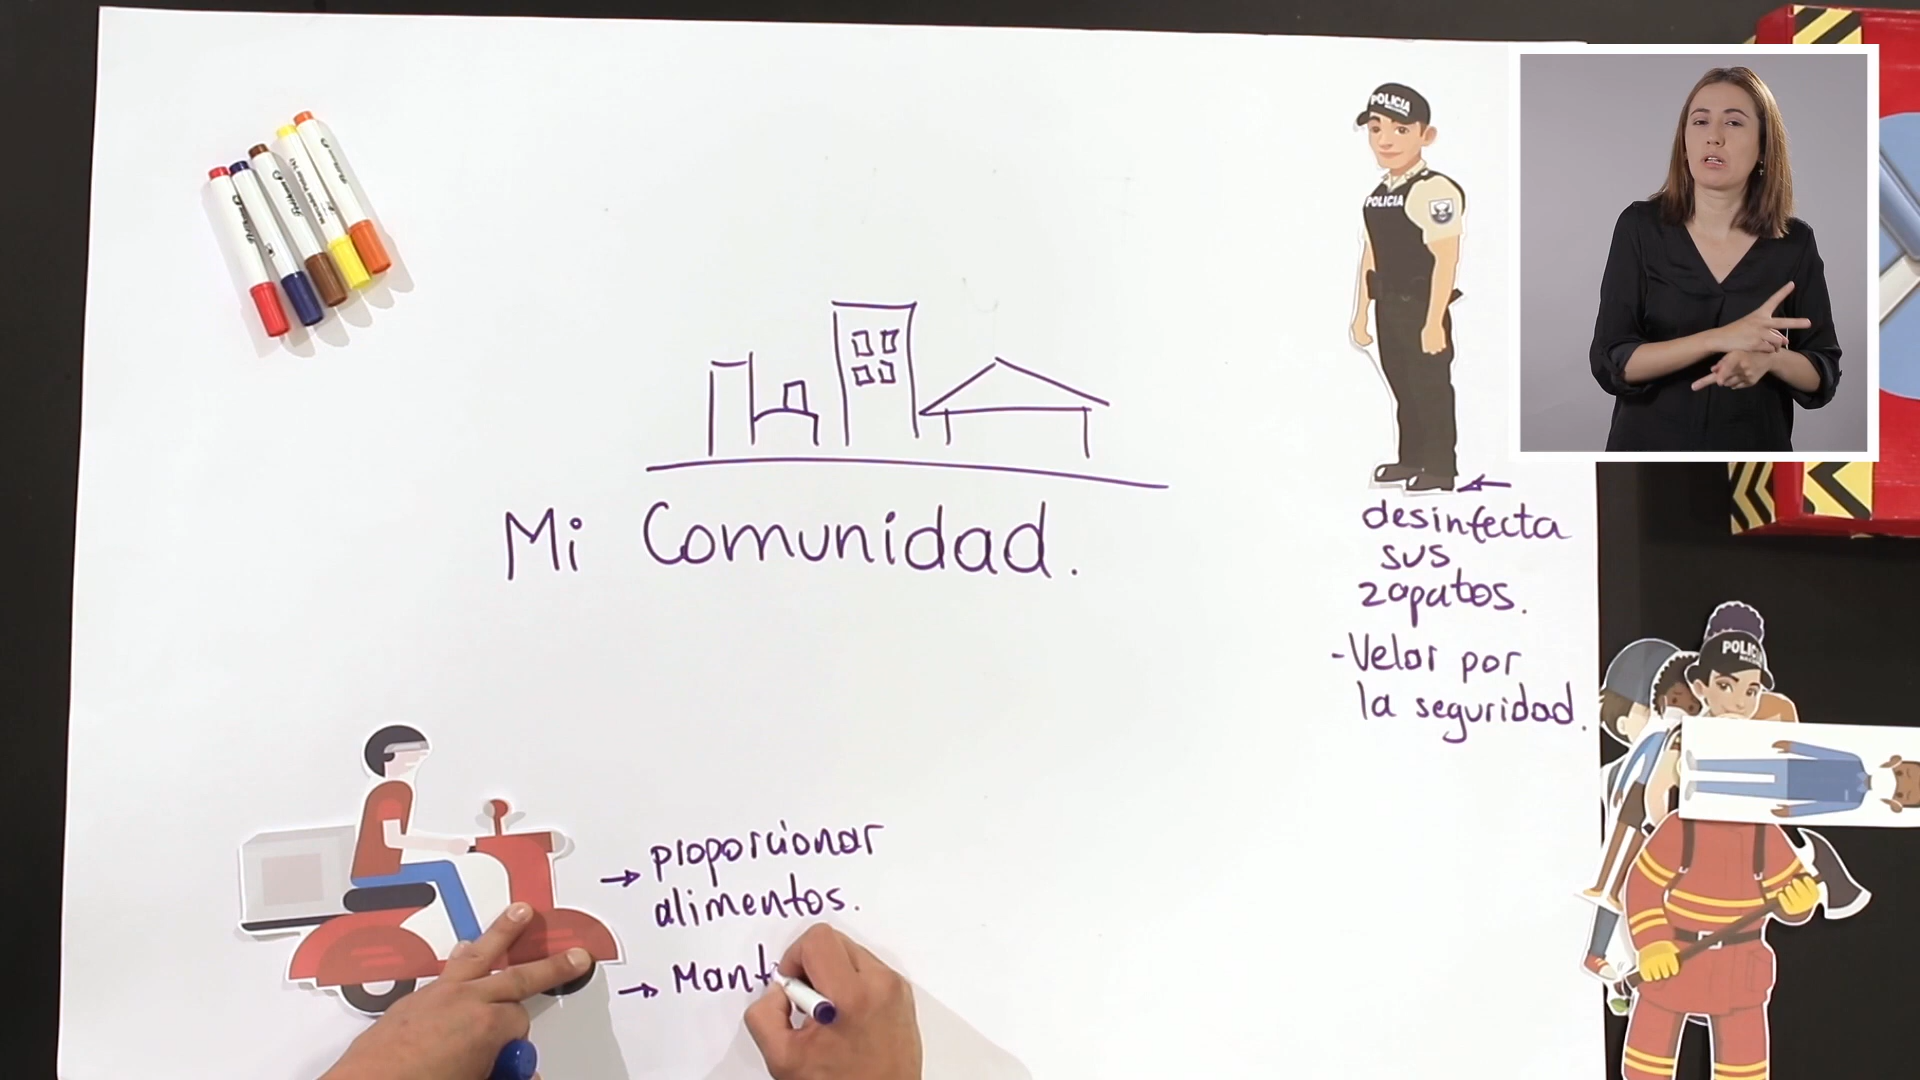 POLICIA
POLICIA
Mi Comunidad.
desinfecta
sus
zapatos.
-Velar por
la seguridad.
POLICIA
→ proporcionar
alimentos.
→ Mant